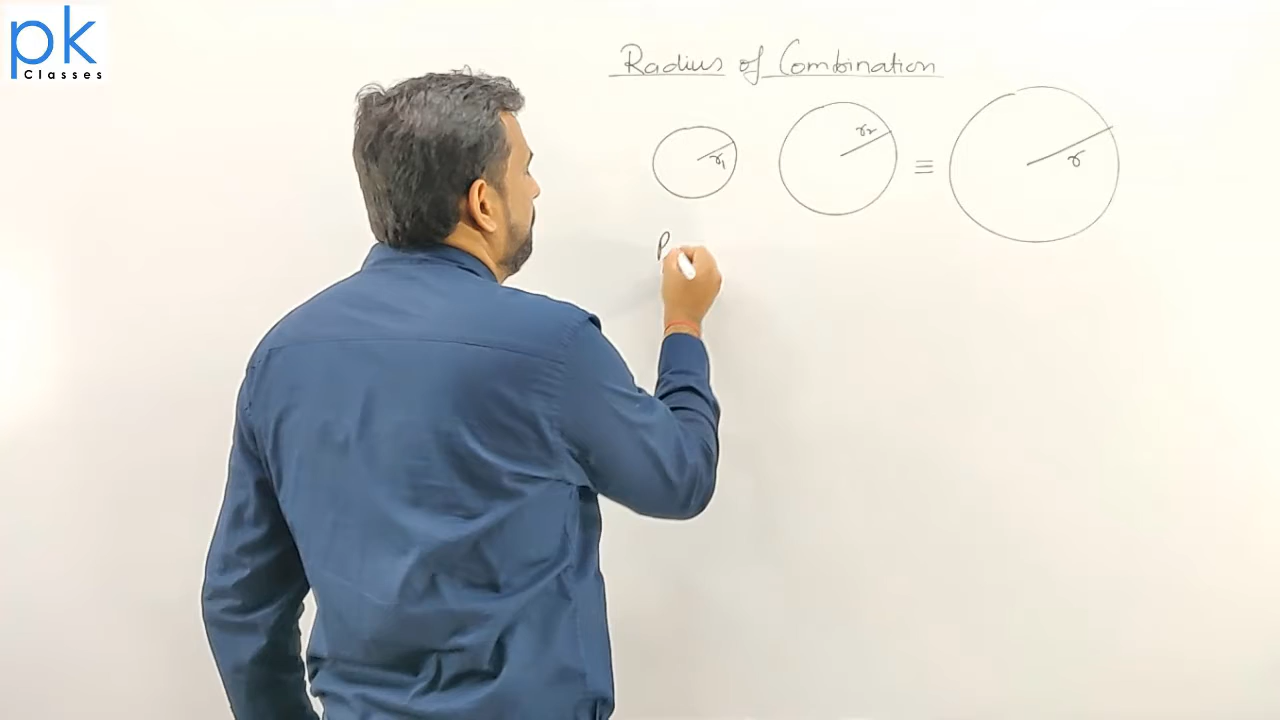 pk
Classes
Radius of Combination
r₁
r₂
≡
r
P